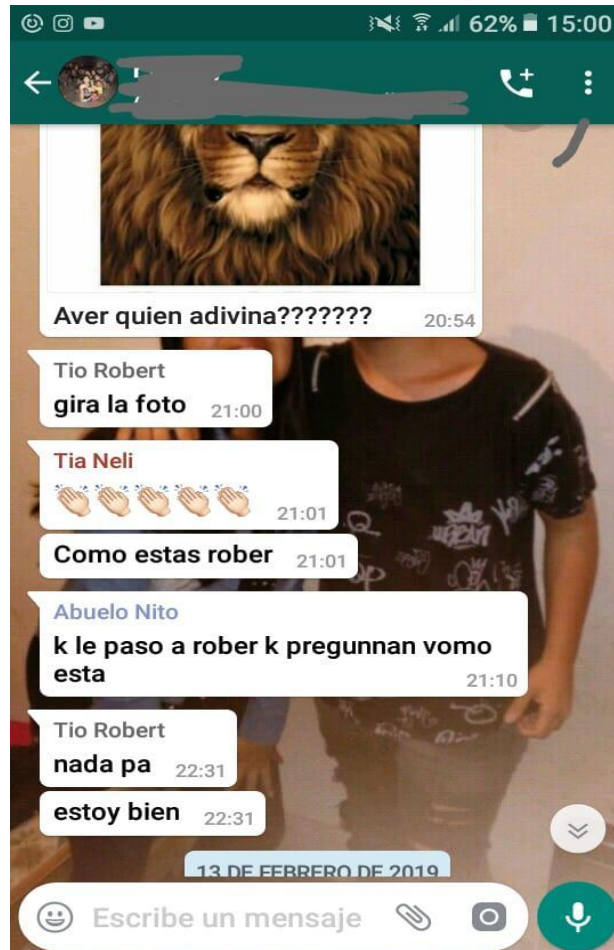 62% 15:00
Aver quien adivina??????? 20:54
Tio Robert
gira la foto 21:00
Tia Neli
👏🏻👏🏻👏🏻👏🏻👏🏻 21:01
Como estas rober 21:01
Abuelo Nito
k le paso a rober k pregunnan vomo
esta 21:10
Tio Robert
nada pa 22:31
estoy bien 22:31
13 DE FEBRERO DE 2019
Escribe un mensaje